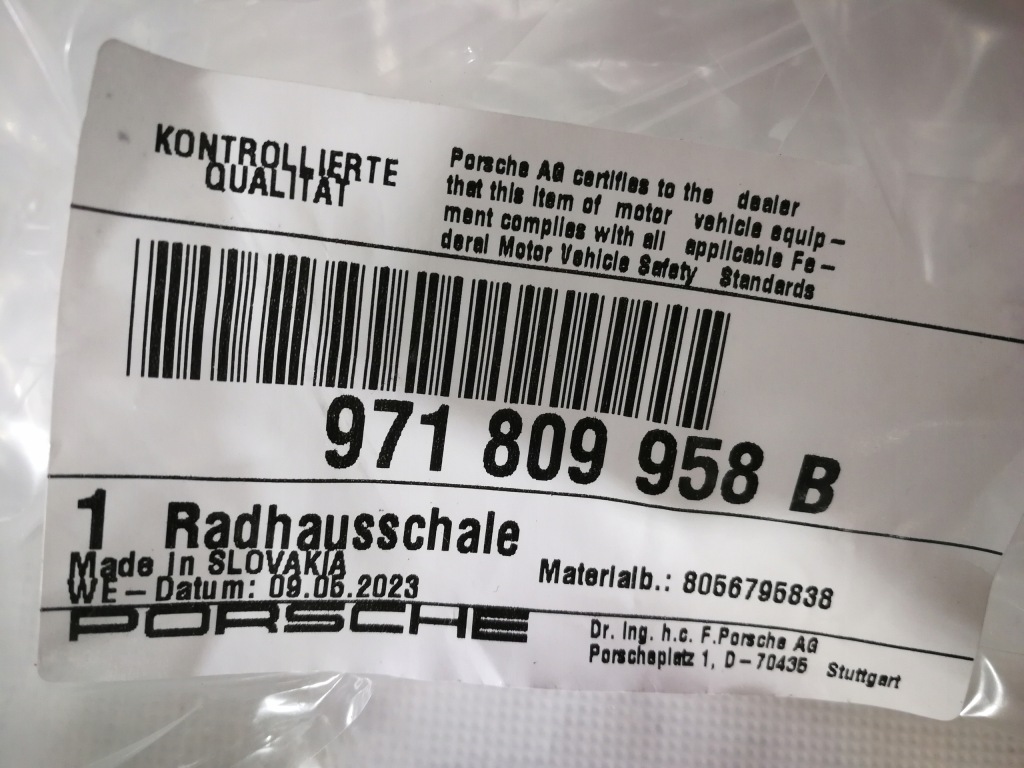 KONTROLLIERTE
QUALITÄT
Porsche AG certifies to the dealer
that this item of motor vehicle equip-
ment complies with all applicable Fe-
deral Motor Vehicle Safety Standards
971 809 958 B
1 Radhausschale
Made in SLOVAKIA
WE-Datum: 09.06.2023
Materialb.: 8056795838
PORSCHE
Dr. Ing. h.c. F.Porsche AG
Porscheplatz 1, D-70435 Stuttgart